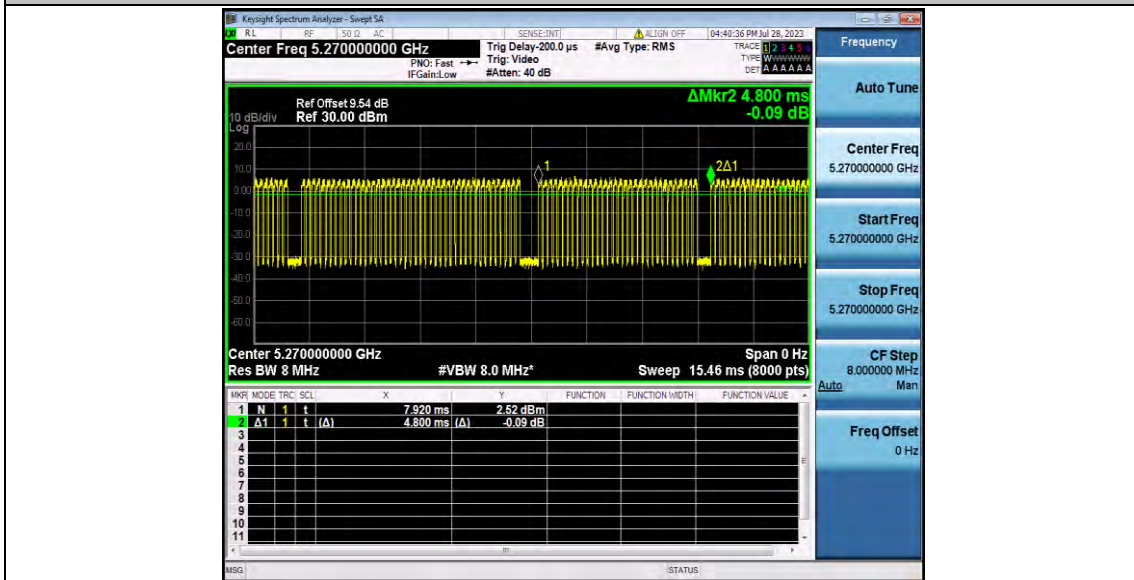 Keysight Spectrum Analyzer - Swept SA
RL RF 50 Ω AC SENSE:INT ALIGN OFF 04:40:36 PM Jul 28, 2023
Center Freq 5.270000000 GHz Trig Delay-200.0 µs #Avg Type: RMS TRACE 1 2 3 4 5 6
PNO: Fast Trig: Video TYPE W
IFGain:Low #Atten: 40 dB DET A A A A A A
Frequency
ΔMkr2 4.800 ms
-0.09 dB
Ref Offset 9.54 dB
10 dB/div Ref 30.00 dBm
Log
20.0
10.0
0.00
-10.0
-20.0
-30.0
-40.0
-50.0
-60.0
1
2Δ1
Center 5.270000000 GHz Span 0 Hz
Res BW 8 MHz #VBW 8.0 MHz* Sweep 15.46 ms (8000 pts)
MKR MODE TRC SCL X Y FUNCTION FUNCTION WIDTH FUNCTION VALUE
1 N 1 t 7.920 ms 2.52 dBm
2 Δ1 1 t (Δ) 4.800 ms (Δ) -0.09 dB
3
4
5
6
7
8
9
10
11
MSG STATUS
Auto Tune
Center Freq
5.270000000 GHz
Start Freq
5.270000000 GHz
Stop Freq
5.270000000 GHz
CF Step
8.000000 MHz
Auto Man
Freq Offset
0 Hz